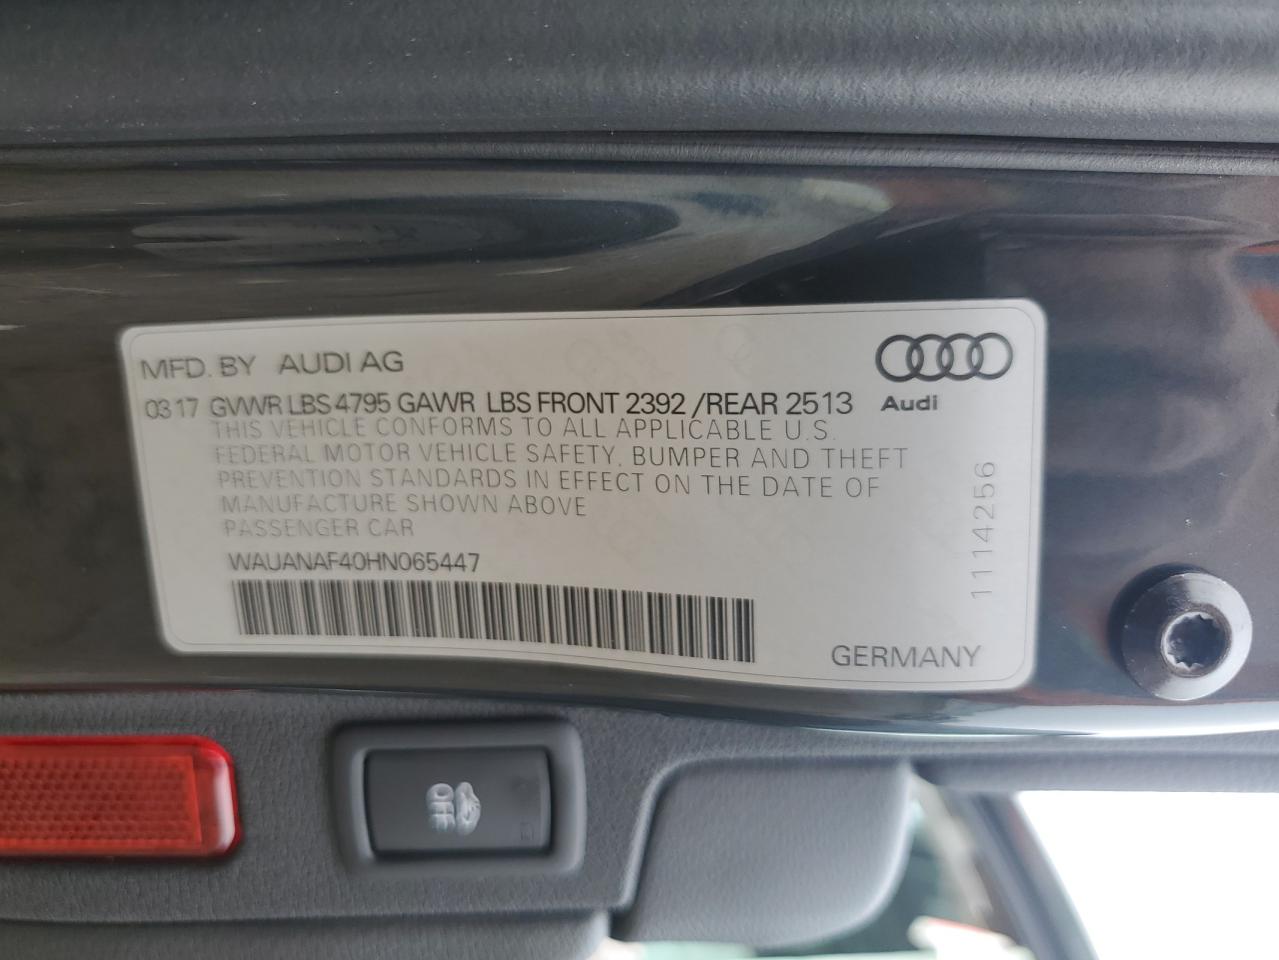 MFD. BY AUDI AG
03 17 GVWR LBS 4795 GAWR LBS FRONT 2392 /REAR 2513
Audi
THIS VEHICLE CONFORMS TO ALL APPLICABLE U.S.
FEDERAL MOTOR VEHICLE SAFETY, BUMPER AND THEFT
PREVENTION STANDARDS IN EFFECT ON THE DATE OF
MANUFACTURE SHOWN ABOVE
PASSENGER CAR
WAUANAF40HN065447
1114256
GERMANY
OFF